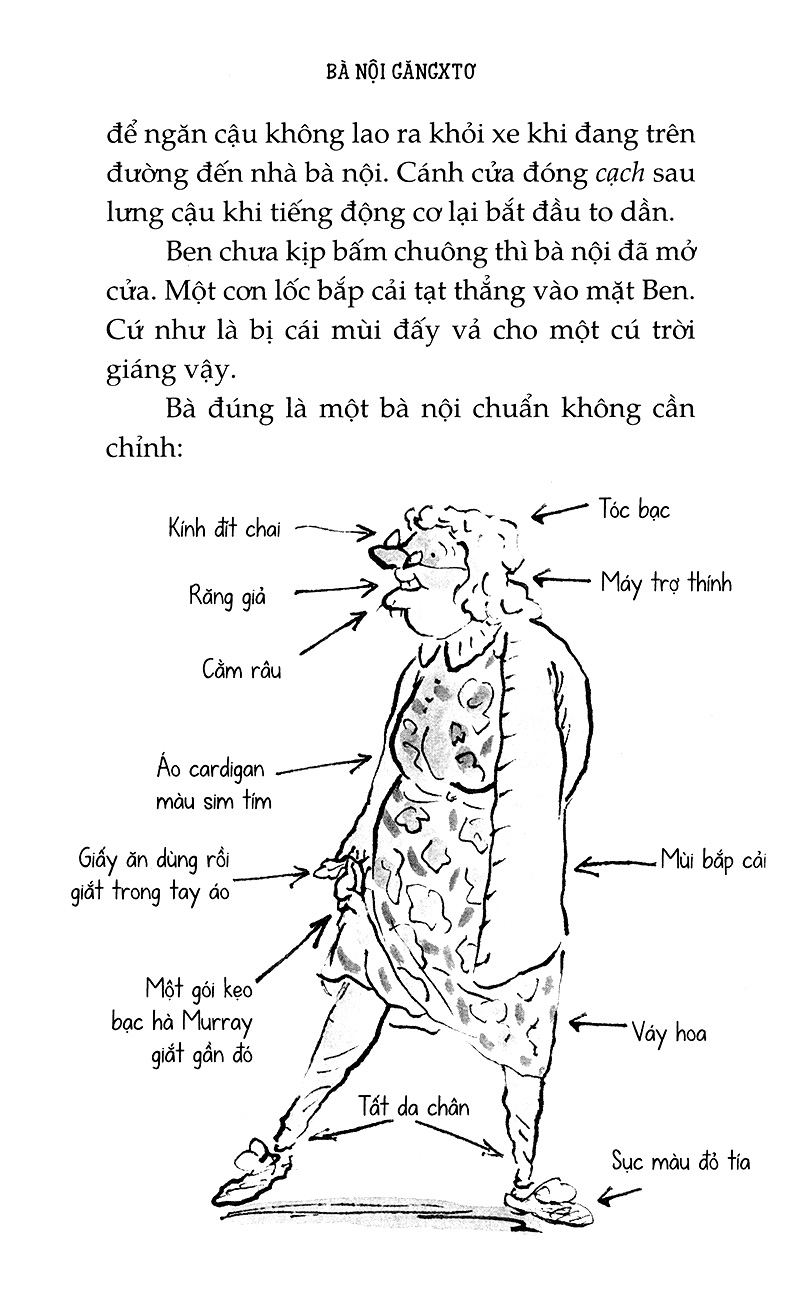 BÀ NỘI GĂNGXTƠ
để ngăn cậu không lao ra khỏi xe khi đang trên
đường đến nhà bà nội. Cánh cửa đóng cạch sau
lưng cậu khi tiếng động cơ lại bắt đầu to dần.
Ben chưa kịp bấm chuông thì bà nội đã mở
cửa. Một cơn lốc bắp cải tạt thẳng vào mặt Ben.
Cứ như là bị cái mùi đấy vả cho một cú trời
giáng vậy.
Bà đúng là một bà nội chuẩn không cần
chỉnh:
Kính đít chai
Tóc bạc
Răng giả
Máy trợ thính
Cằm râu
Áo cardigan
màu sim tím
Giấy ăn dùng rồi
giắt trong tay áo
Mùi bắp cải
Một gói kẹo
bạc hà Murray
giắt gần đó
Váy hoa
Tất da chân
Sục màu đỏ tía